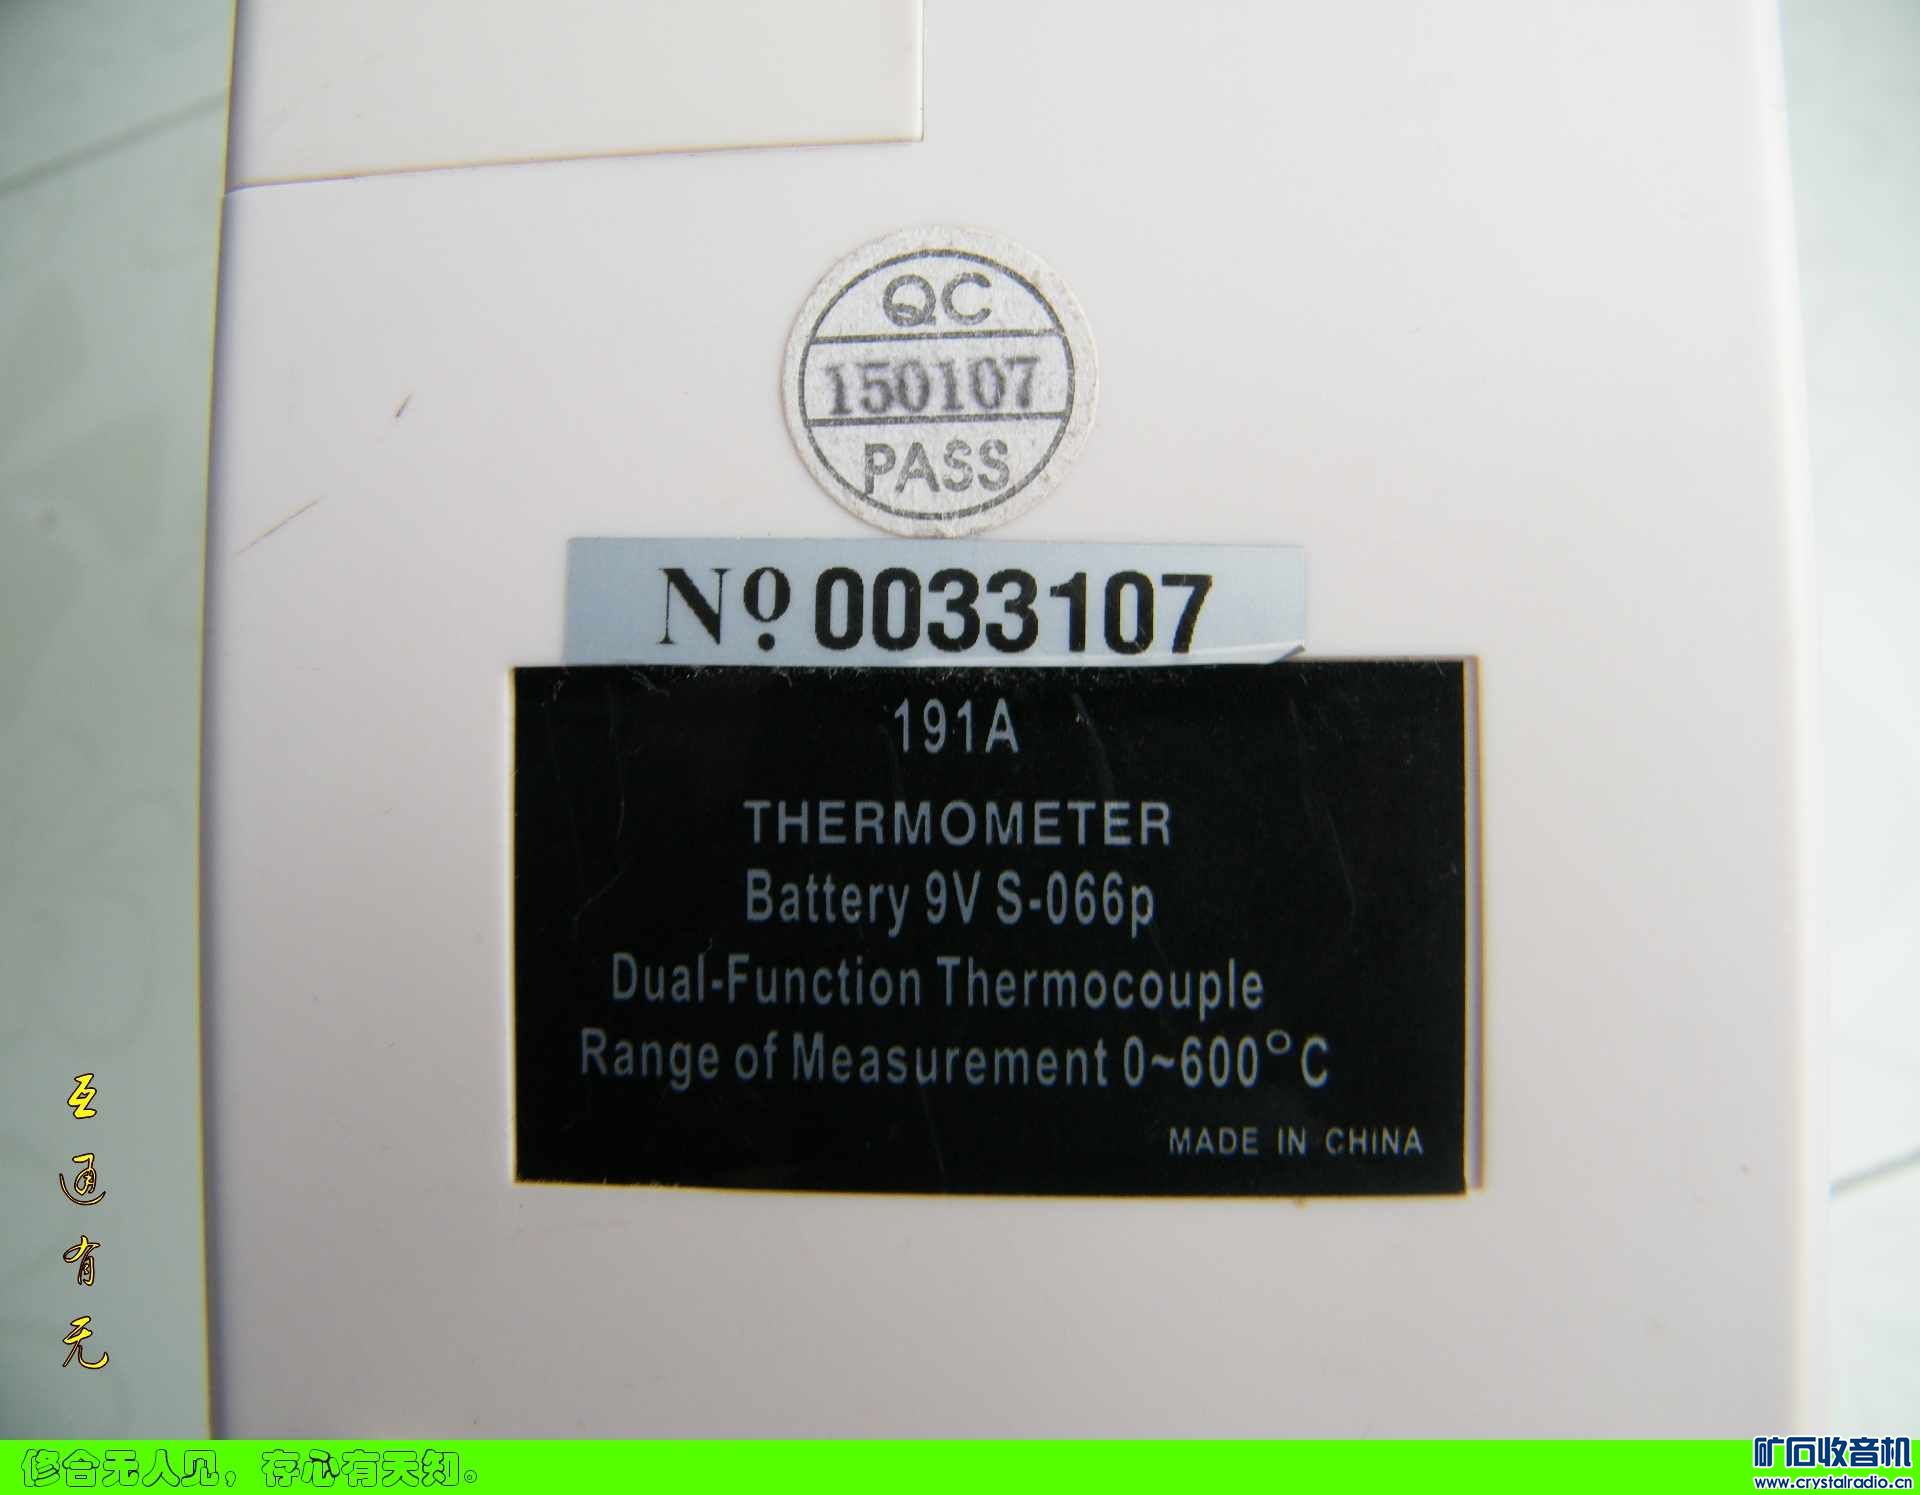 QC
150107
PASS
Nº 0033107
191A
THERMOMETER
Battery 9V S-066p
Dual-Function Thermocouple
Range of Measurement 0~600°C
MADE IN CHINA
互通有无
修合无人见，存心有天知。
矿石收音机
www.crystalradio.cn